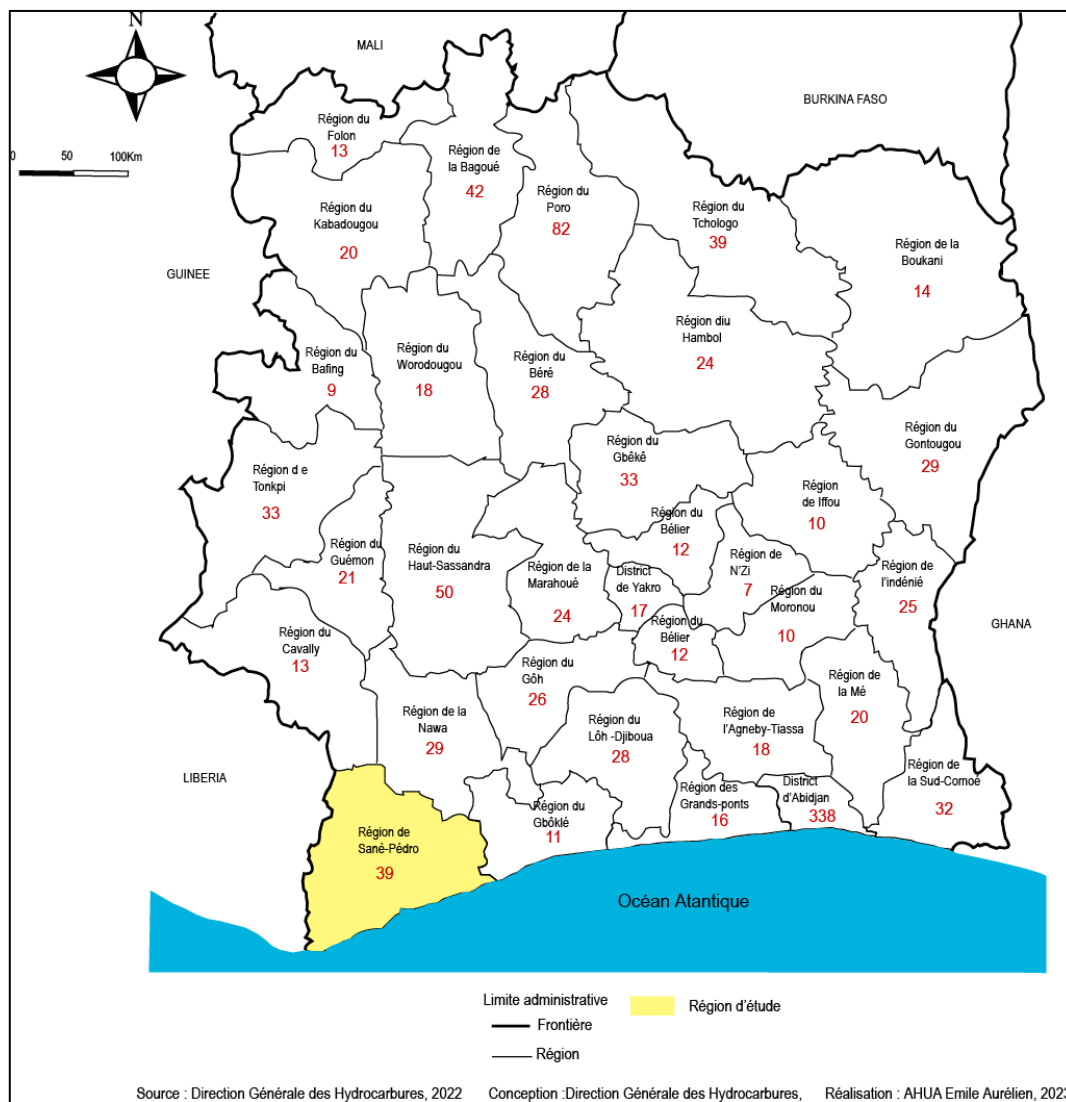 N
MALI
BURKINA FASO
0 50 100Km
Région du
Folon
13
Région de
la Bagoué
42
Région du
Poro
82
Région du
Tchologo
39
Région de la
Boukani
14
Région du
Kabadougou
20
GUINEE
Région du
Bafing
9
Région du
Worodougou
18
Région du
Béré
28
Région diu
Hambol
24
Région du
Gontougou
29
Région d e
Tonkpi
33
Région du
Guémon
21
Région du
Haut-Sassandra
50
Région du
Gbêkê
33
Région du
Bélier
12
Région
de Iffou
10
Région de la
Marahoué
24
District
de Yakro
17
Région de
N'Zi
7
Région du
Moronou
10
Région de
l'indénié
25
GHANA
Région du
Bélier
12
Région du
Cavally
13
Région du
Gôh
26
Région de la
Nawa
29
Région du
Lôh -Djiboua
28
Région de
l'Agneby-Tiassa
18
Région de
la Mé
20
LIBERIA
Région de
la Sud-Comoé
32
Région des
Grands-ponts
16
District
d'Abidjan
338
Région du
Gbôklé
11
Région de
Sané-Pédro
39
Océan Atantique
Limite administrative
Frontière
Région
Région d'étude
Source : Direction Générale des Hydrocarbures, 2022 Conception :Direction Générale des Hydrocarbures, Réalisation : AHUA Emile Aurélien, 2023